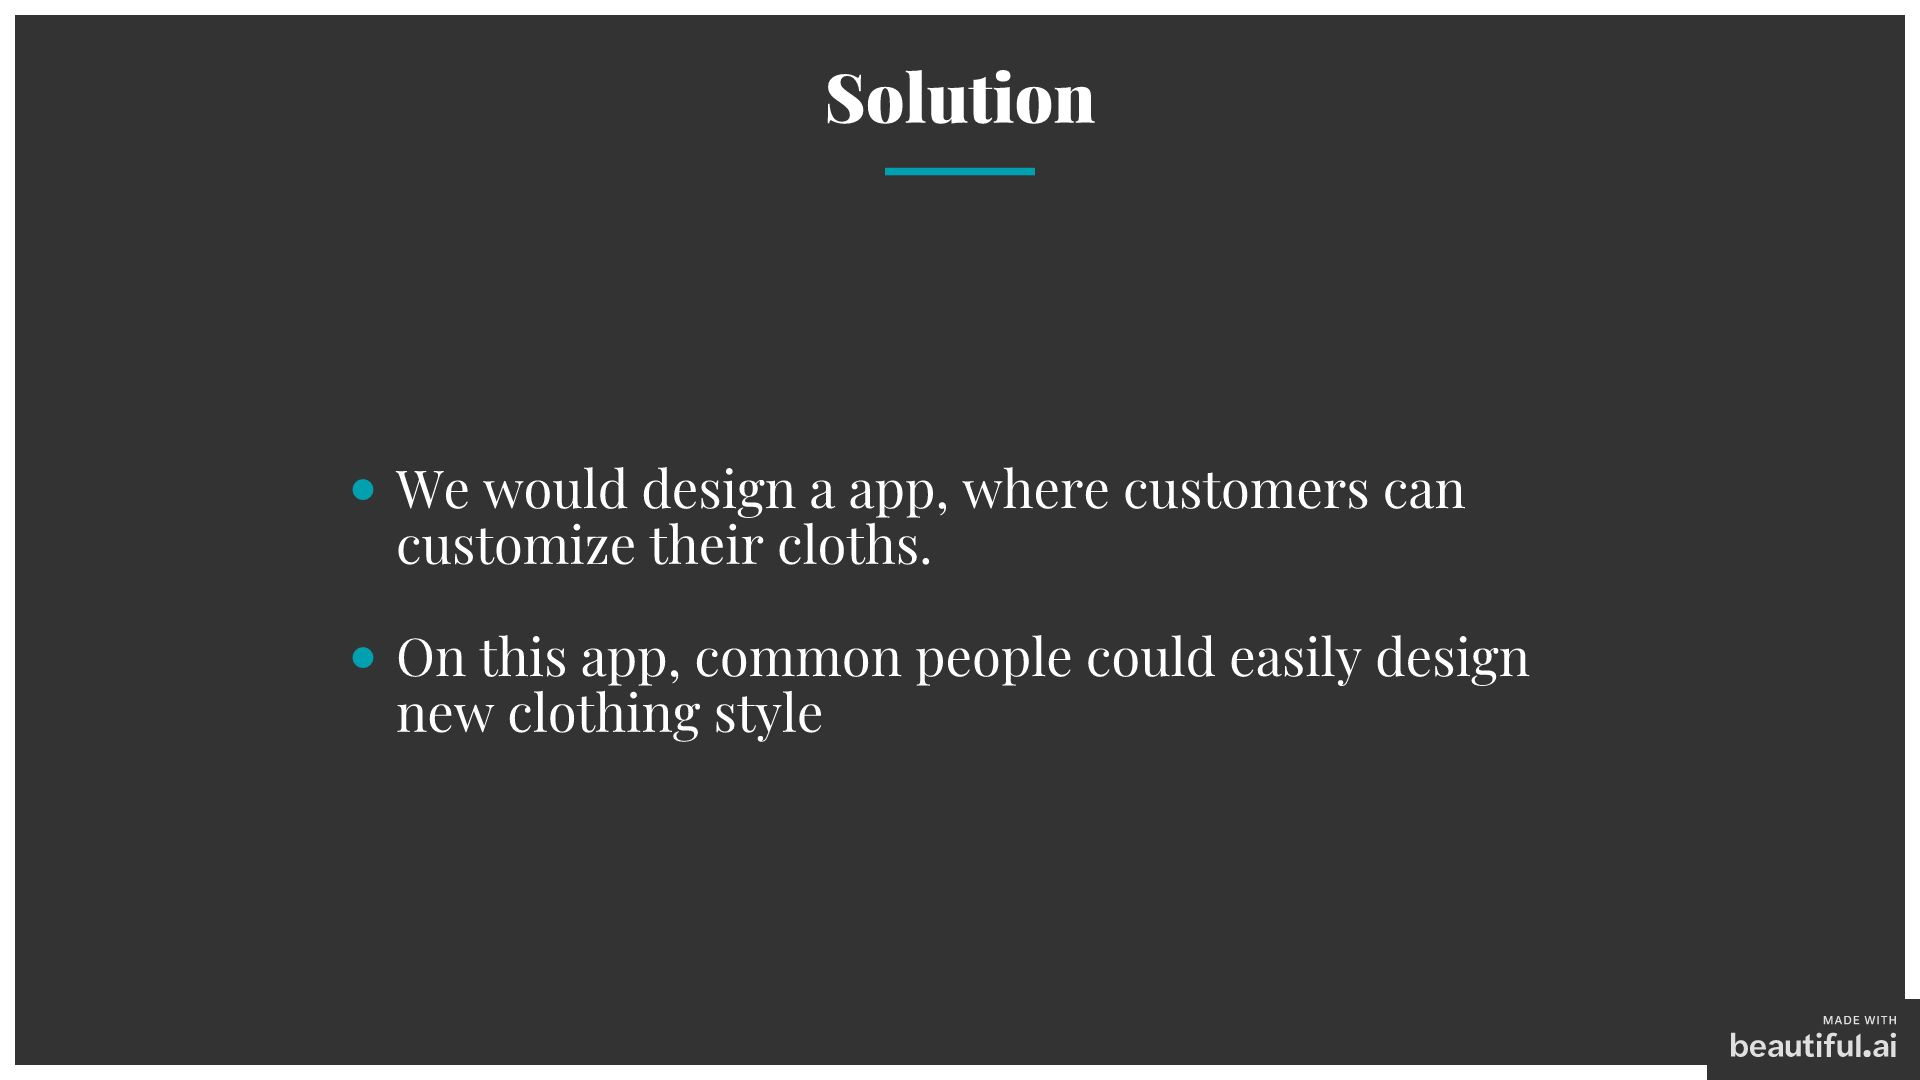 Solution
We would design a app, where customers can
customize their cloths.
On this app, common people could easily design
new clothing style
MADE WITH
beautiful.ai